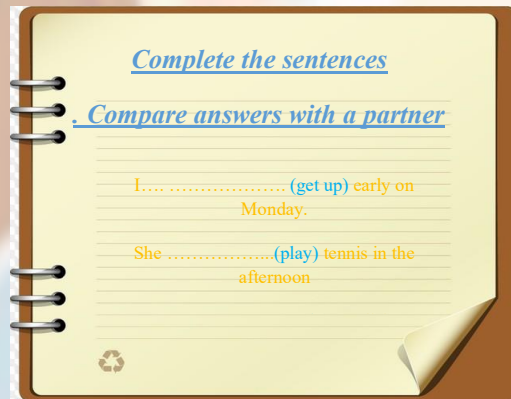 Complete the sentences
. Compare answers with a partner
I.... ………………. (get up) early on
Monday.
She ……………..(play) tennis in the
afternoon